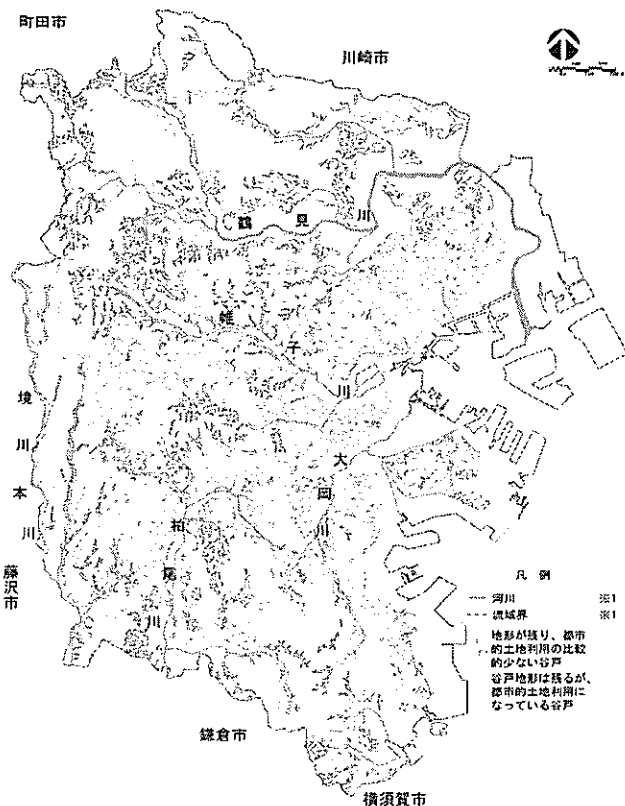 町田市
川崎市
鶴見川
帷子川
境川本川
大岡川
柏尾川
藤沢市
凡例
河川 ※1
流域界 ※1
地形が残り、都市
的土地利用の比較
的少ない谷戸
谷戸地形は残るが、
都市的土地利用に
なっている谷戸
鎌倉市
横須賀市